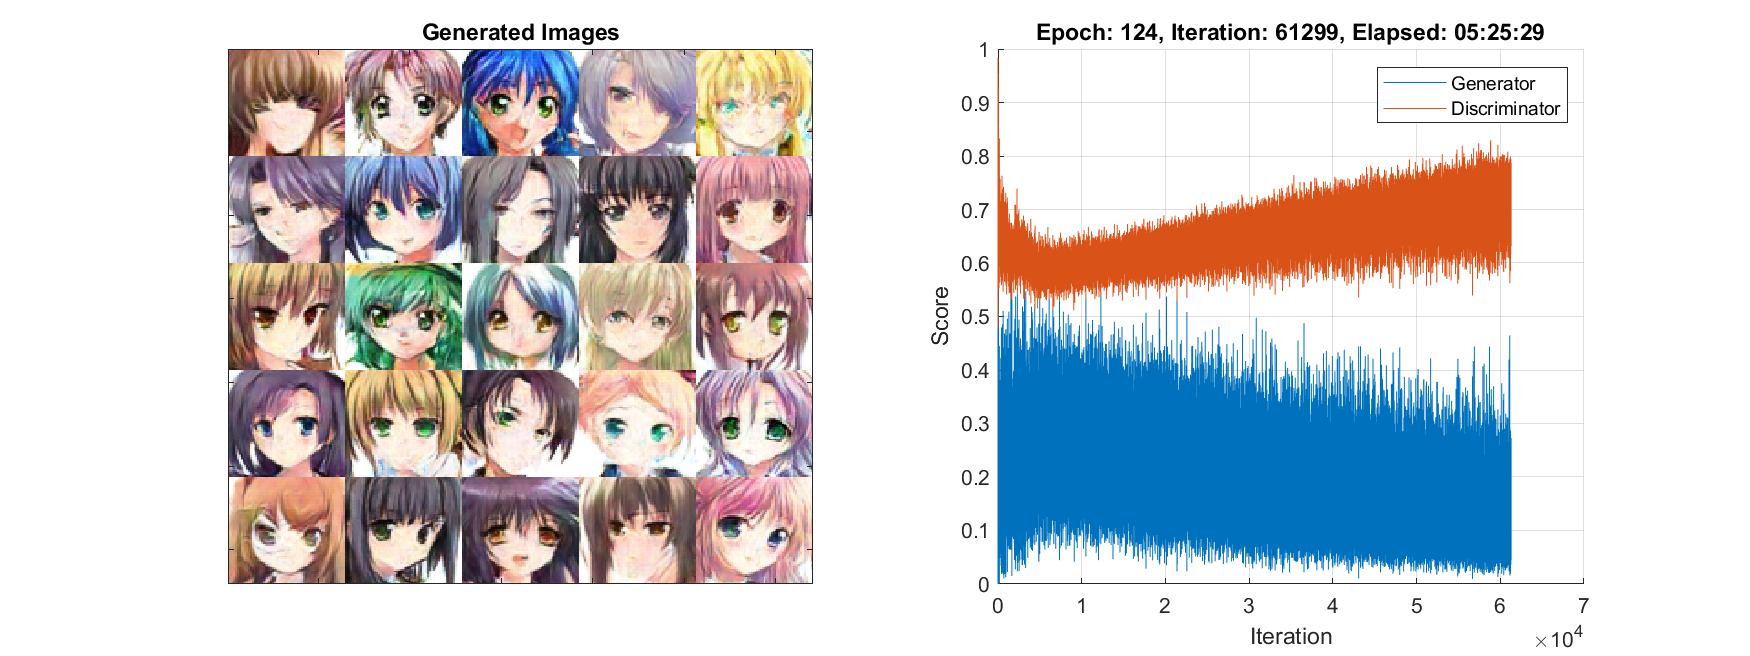 Generated Images
Epoch: 124, Iteration: 61299, Elapsed: 05:25:29
Generator
Discriminator
Score
1
0.9
0.8
0.7
0.6
0.5
0.4
0.3
0.2
0.1
0
0 1 2 3 4 5 6 7
Iteration
×10⁴